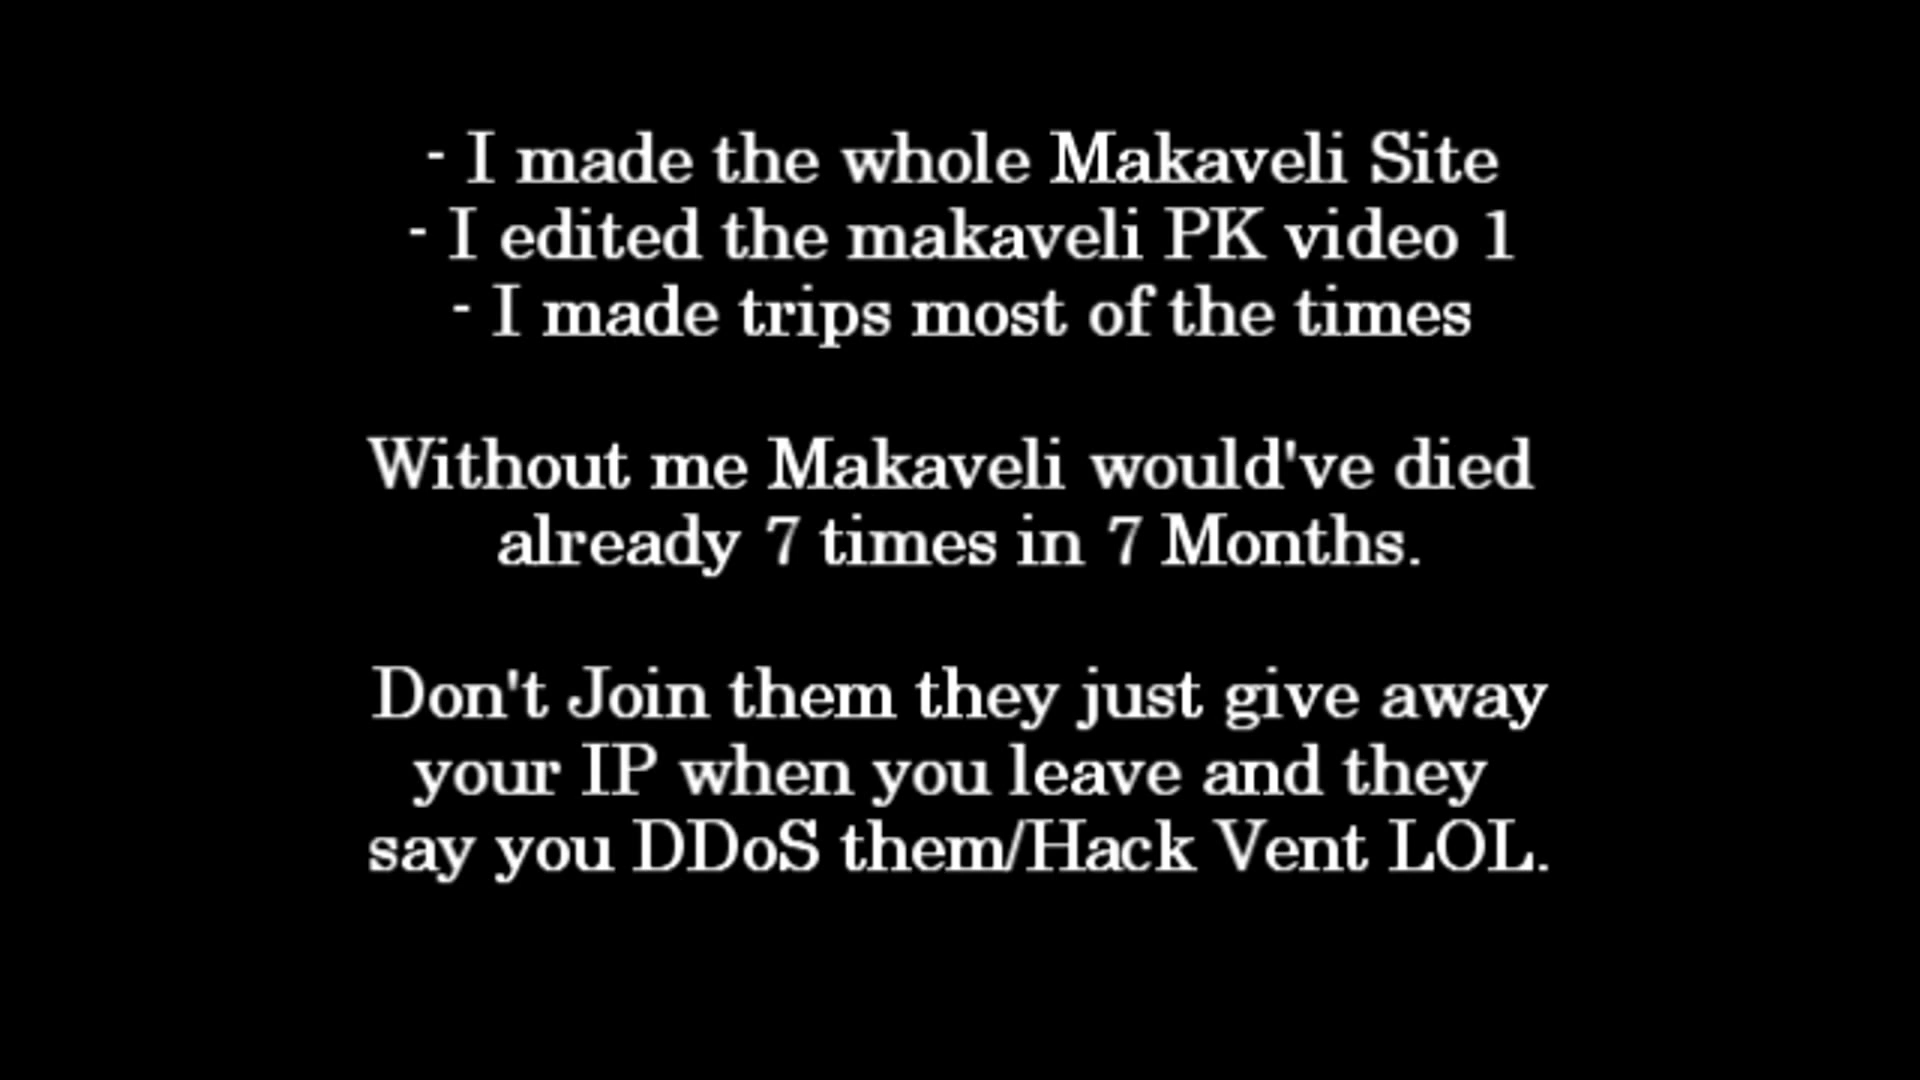 - I made the whole Makaveli Site
- I edited the makaveli PK video 1
- I made trips most of the times
Without me Makaveli would've died
already 7 times in 7 Months.
Don't Join them they just give away
your IP when you leave and they
say you DDoS them/Hack Vent LOL.